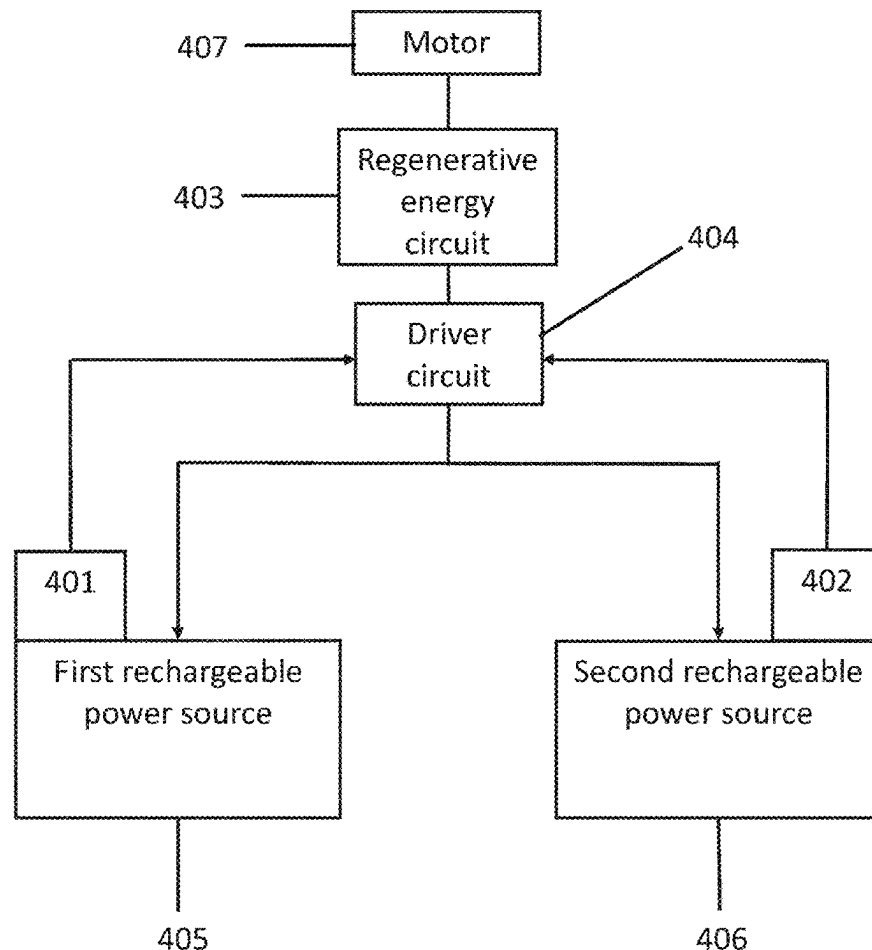 407
Motor
403
Regenerative
energy
circuit
404
Driver
circuit
401
402
First rechargeable
power source
Second rechargeable
power source
405
406